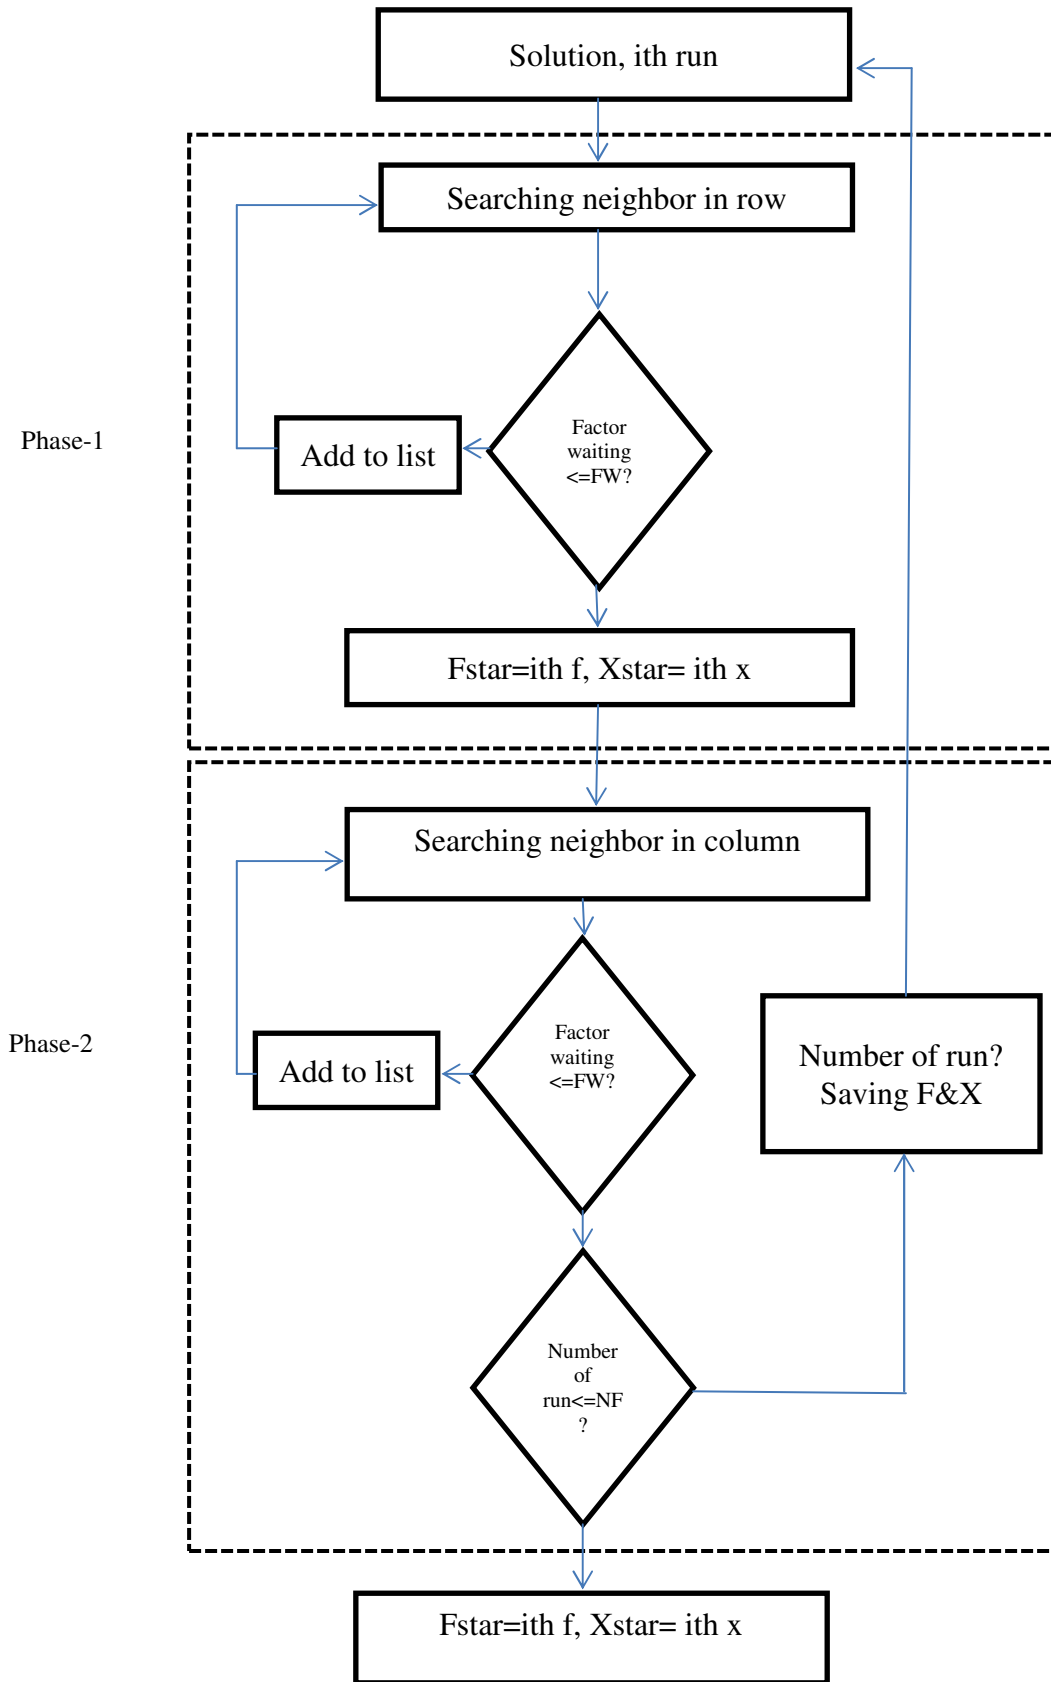 Solution, ith run
Searching neighbor in row
Factor
waiting
<=FW?
Phase-1
Add to list
Fstar=ith f, Xstar= ith x
Searching neighbor in column
Factor
waiting
<=FW?
Phase-2
Add to list
Number of run?
Saving F&X
Number
of
run<=NF
?
Fstar=ith f, Xstar= ith x